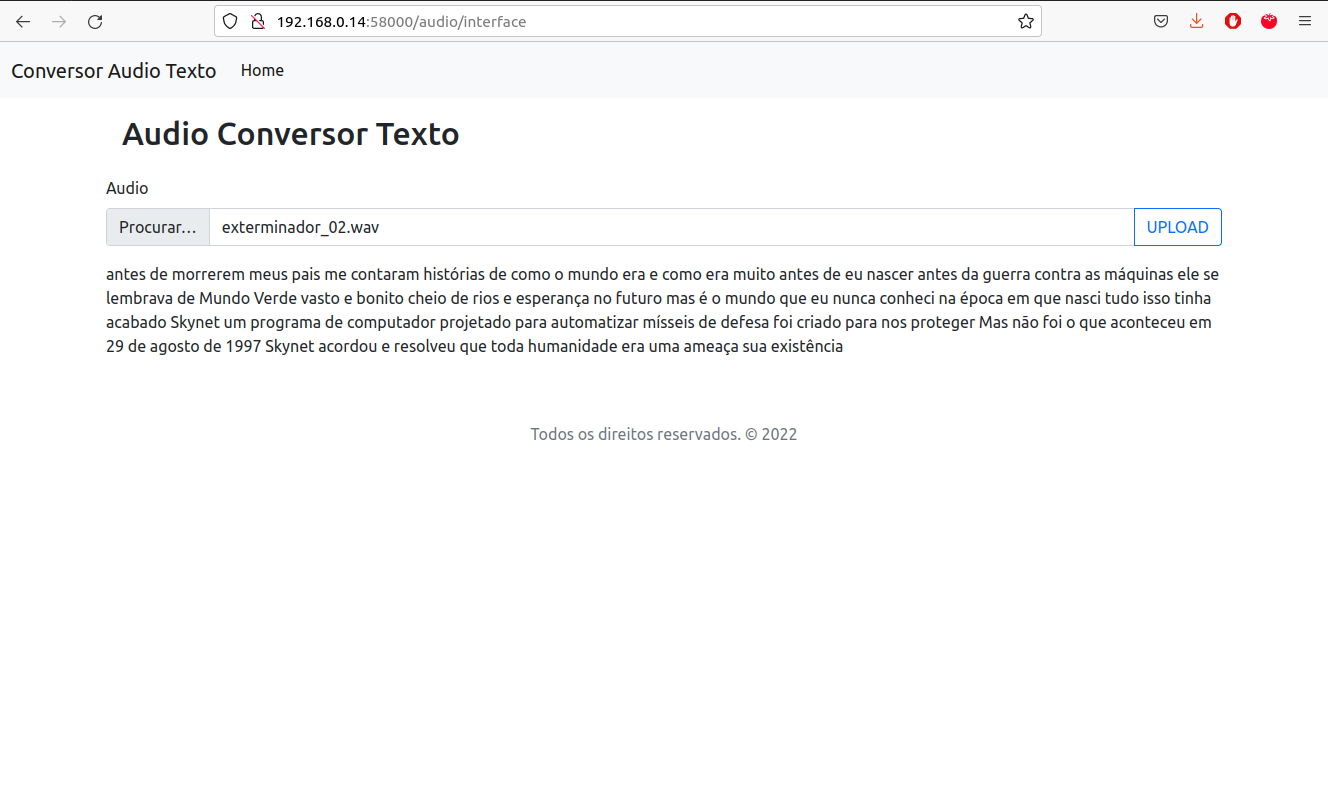 192.168.0.14:58000/audio/interface
Conversor Audio Texto Home
Audio Conversor Texto
Audio
Procurar... exterminador_02.wav UPLOAD
antes de morrerem meus pais me contaram histórias de como o mundo era e como era muito antes de eu nascer antes da guerra contra as máquinas ele se
lembrava de Mundo Verde vasto e bonito cheio de rios e esperança no futuro mas é o mundo que eu nunca conheci na época em que nasci tudo isso tinha
acabado Skynet um programa de computador projetado para automatizar mísseis de defesa foi criado para nos proteger Mas não foi o que aconteceu em
29 de agosto de 1997 Skynet acordou e resolveu que toda humanidade era uma ameaça sua existência
Todos os direitos reservados. © 2022